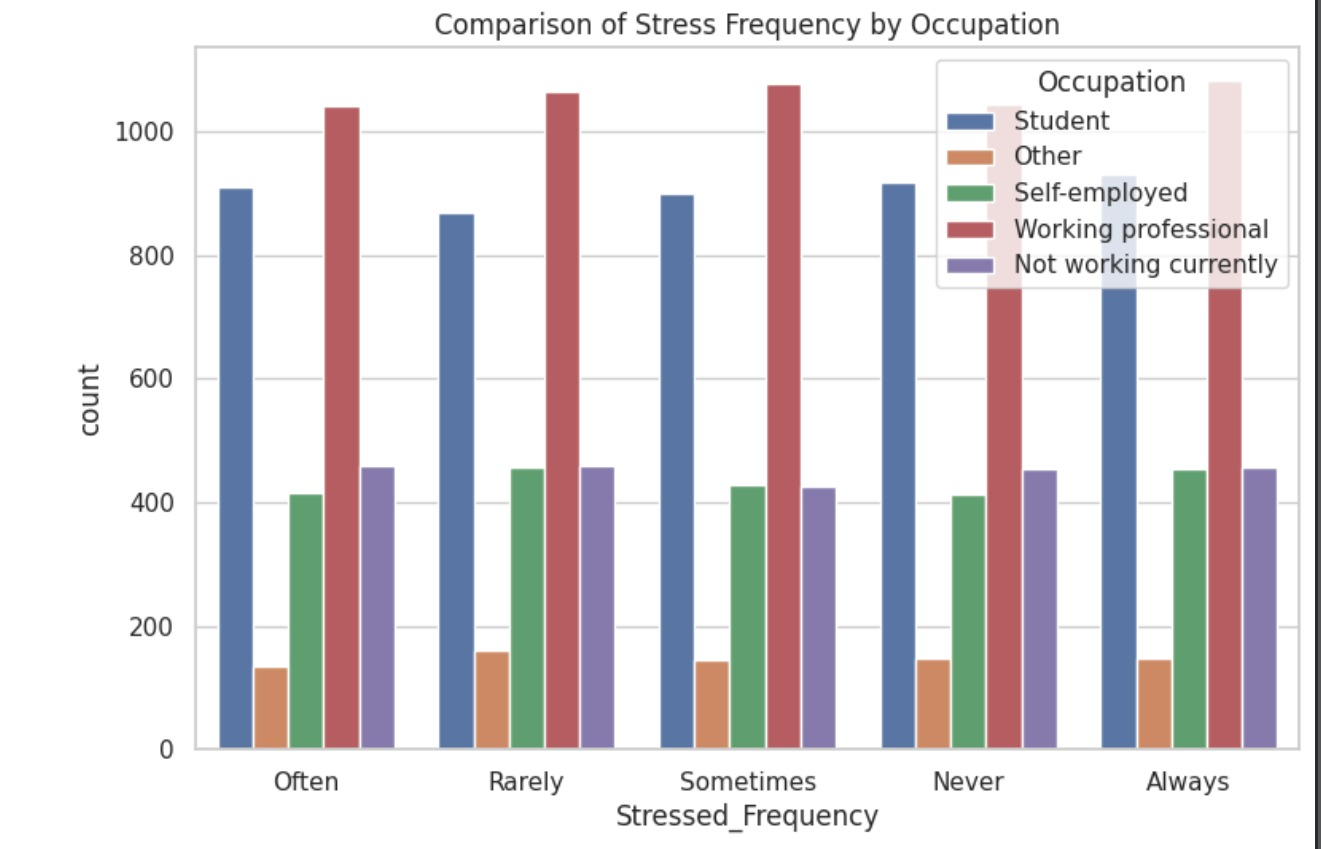 Comparison of Stress Frequency by Occupation
Occupation
Student
Other
Self-employed
Working professional
Not working currently
count
1000
800
600
400
200
0
Often Rarely Sometimes Never Always
Stressed_Frequency